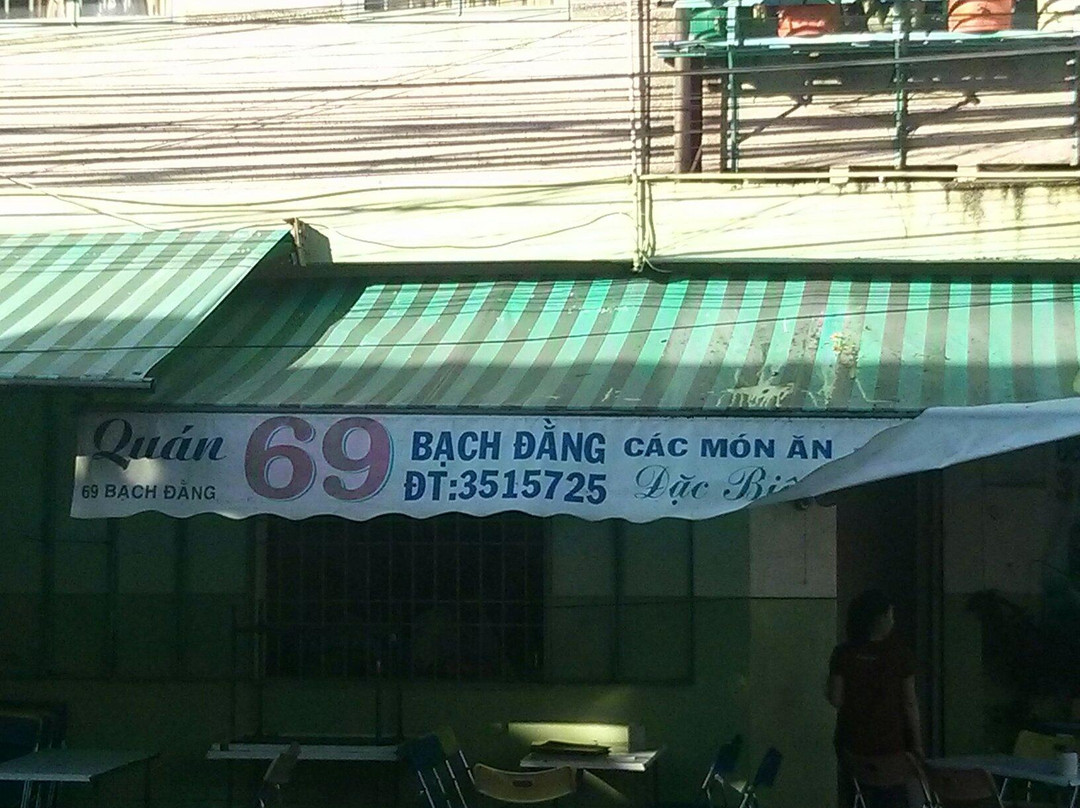 Quán 69
69 BẠCH ĐẰNG
BẠCH ĐẰNG
ĐT:3515725
CÁC MÓN ĂN
Đặc